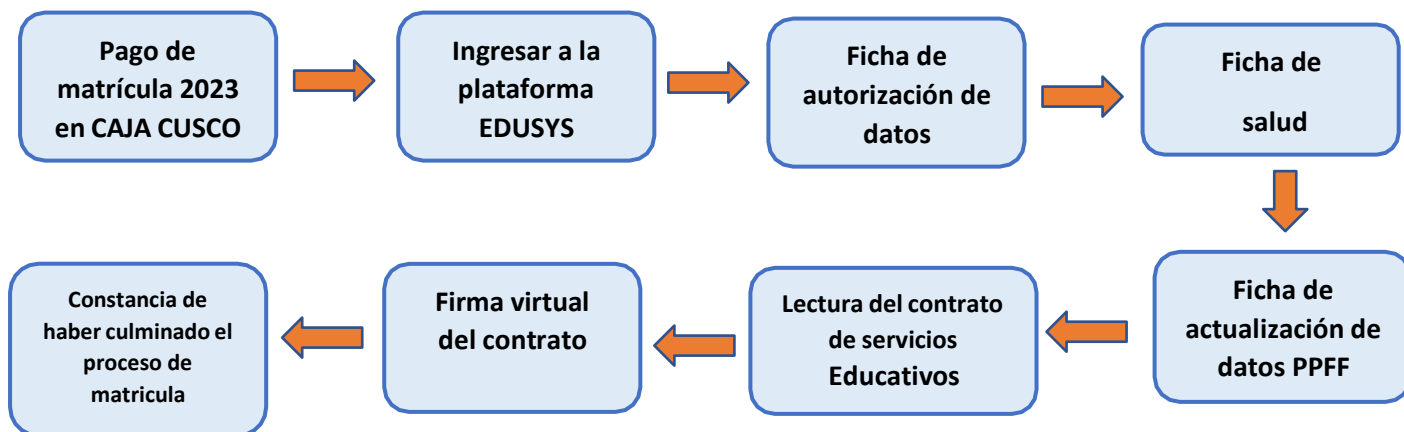 Pago de
matrícula 2023
en CAJA CUSCO
Ingresar a la
plataforma
EDUSYS
Ficha de
autorización de
datos
Ficha de
salud
Ficha de
actualización de
datos PPFF
Lectura del contrato
de servicios
Educativos
Firma virtual
del contrato
Constancia de
haber culminado el
proceso de
matricula